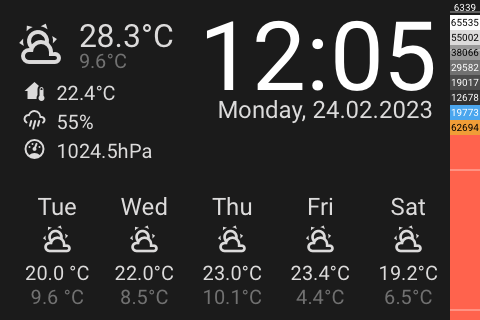 28.3°C
9.6°C
22.4°C
55%
1024.5hPa
12:05
Monday, 24.02.2023
Tue Wed Thu Fri Sat
20.0 °C 22.0°C 23.0°C 23.4°C 19.2°C
9.6 °C 8.5°C 10.1°C 4.4°C 6.5°C
6339
65535
55002
38066
29582
19017
12678
19773
62694